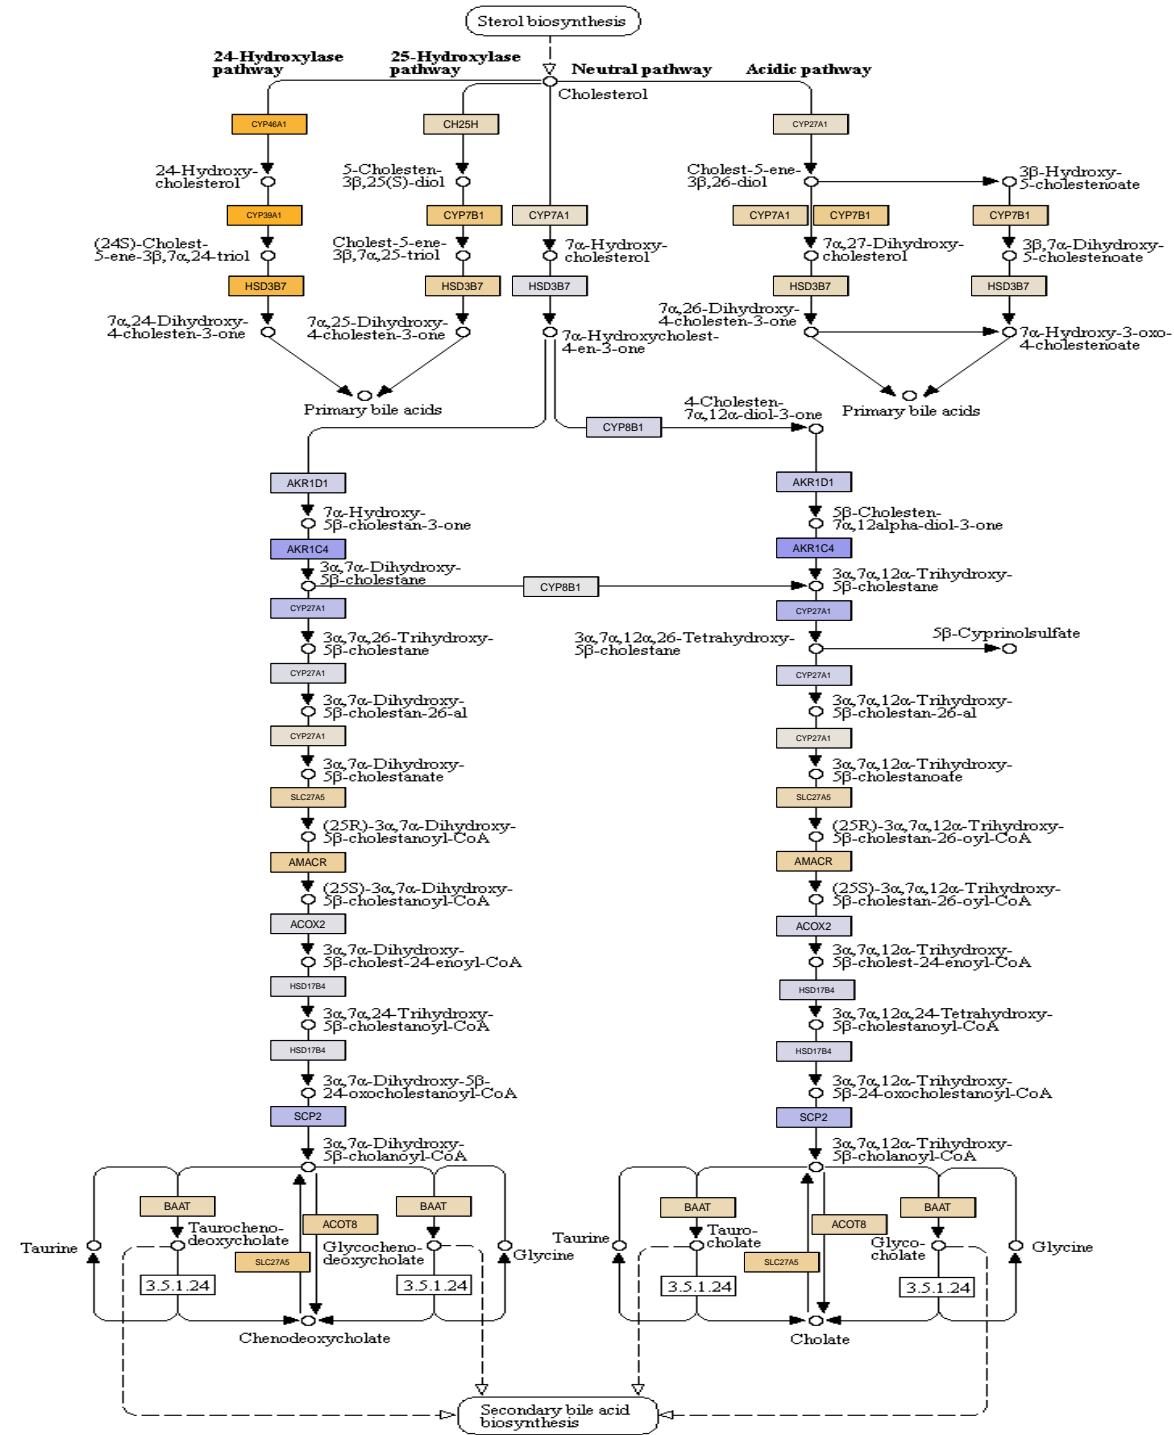 Sterol biosynthesis
24-Hydroxylase
pathway
25-Hydroxylase
pathway
Neutral pathway
Acidic pathway
Cholesterol
CYP46A1
CH25H
CYP27A1
24-Hydroxy-
cholesterol
5-Cholesten-
3β,25(S)-diol
Cholest-5-ene-
3β,26-diol
3β-Hydroxy-
5-cholestenoate
CYP39A1
CYP7B1
CYP7A1
CYP7A1
CYP7B1
CYP7B1
(24S)-Cholest-
5-ene-3β,7α,24-triol
Cholest-5-ene-
3β,7α,25-triol
7α-Hydroxy-
cholesterol
7α,27-Dihydroxy-
cholesterol
3β,7α-Dihydroxy-
5-cholestenoate
HSD3B7
HSD3B7
HSD3B7
HSD3B7
HSD3B7
7α,24-Dihydroxy-
4-cholesten-3-one
7α,25-Dihydroxy-
4-cholesten-3-one
7α-Hydroxycholest-
4-en-3-one
7α,26-Dihydroxy-
4-cholesten-3-one
7α-Hydroxy-3-oxo-
4-cholestenoate
Primary bile acids
Primary bile acids
4-Cholesten-
7α,12α-diol-3-one
CYP8B1
AKR1D1
AKR1D1
7α-Hydroxy-
5β-cholestan-3-one
5β-Cholesten-
7α,12alpha-diol-3-one
AKR1C4
AKR1C4
3α,7α-Dihydroxy-
5β-cholestane
CYP8B1
3α,7α,12α-Trihydroxy-
5β-cholestane
CYP27A1
CYP27A1
3α,7α,26-Trihydroxy-
5β-cholestane
3α,7α,12α,26-Tetrahydroxy-
5β-cholestane
5β-Cyprinolsulfate
CYP27A1
CYP27A1
3α,7α-Dihydroxy-
5β-cholestan-26-al
3α,7α,12α-Trihydroxy-
5β-cholestan-26-al
CYP27A1
CYP27A1
3α,7α-Dihydroxy-
5β-cholestanate
3α,7α,12α-Trihydroxy-
5β-cholestanoate
SLC27A5
SLC27A5
(25R)-3α,7α-Dihydroxy-
5β-cholestanoyl-CoA
(25R)-3α,7α,12α-Trihydroxy-
5β-cholestan-26-oyl-CoA
AMACR
AMACR
(25S)-3α,7α-Dihydroxy-
5β-cholestanoyl-CoA
(25S)-3α,7α,12α-Trihydroxy-
5β-cholestan-26-oyl-CoA
ACOX2
ACOX2
3α,7α-Dihydroxy-
5β-cholest-24-enoyl-CoA
3α,7α,12α-Trihydroxy-
5β-cholest-24-enoyl-CoA
HSD17B4
HSD17B4
3α,7α,24-Trihydroxy-
5β-cholestanoyl-CoA
3α,7α,12α,24-Tetrahydroxy-
5β-cholestanoyl-CoA
HSD17B4
HSD17B4
3α,7α-Dihydroxy-5β-
24-oxocholestanoyl-CoA
3α,7α,12α-Trihydroxy-
5β-24-oxocholestanoyl-CoA
SCP2
SCP2
3α,7α-Dihydroxy-
5β-cholanoyl-CoA
3α,7α,12α-Trihydroxy-
5β-cholanoyl-CoA
BAAT
BAAT
BAAT
BAAT
ACOT8
ACOT8
Taurine
Taurocheno-
deoxycholate
Glycocheno-
deoxycholate
Glycine
Taurine
Tauro-
cholate
Glyco-
cholate
Glycine
SLC27A5
SLC27A5
3.5.1.24
3.5.1.24
3.5.1.24
3.5.1.24
Chenodeoxycholate
Cholate
Secondary bile acid
biosynthesis